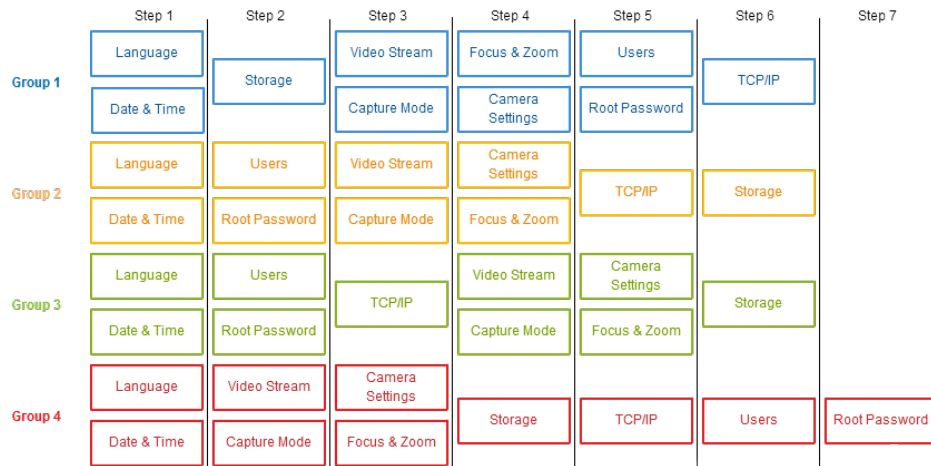 Step 1 Step 2 Step 3 Step 4 Step 5 Step 6 Step 7
Group 1
Language
Date & Time
Storage
Video Stream
Capture Mode
Focus & Zoom
Camera
Settings
Users
Root Password
TCP/IP
Group 2
Language
Date & Time
Users
Root Password
Video Stream
Capture Mode
Camera
Settings
Focus & Zoom
TCP/IP
Storage
Group 3
Language
Date & Time
Users
Root Password
TCP/IP
Video Stream
Capture Mode
Camera
Settings
Focus & Zoom
Storage
Group 4
Language
Date & Time
Video Stream
Capture Mode
Camera
Settings
Focus & Zoom
Storage
TCP/IP
Users
Root Password